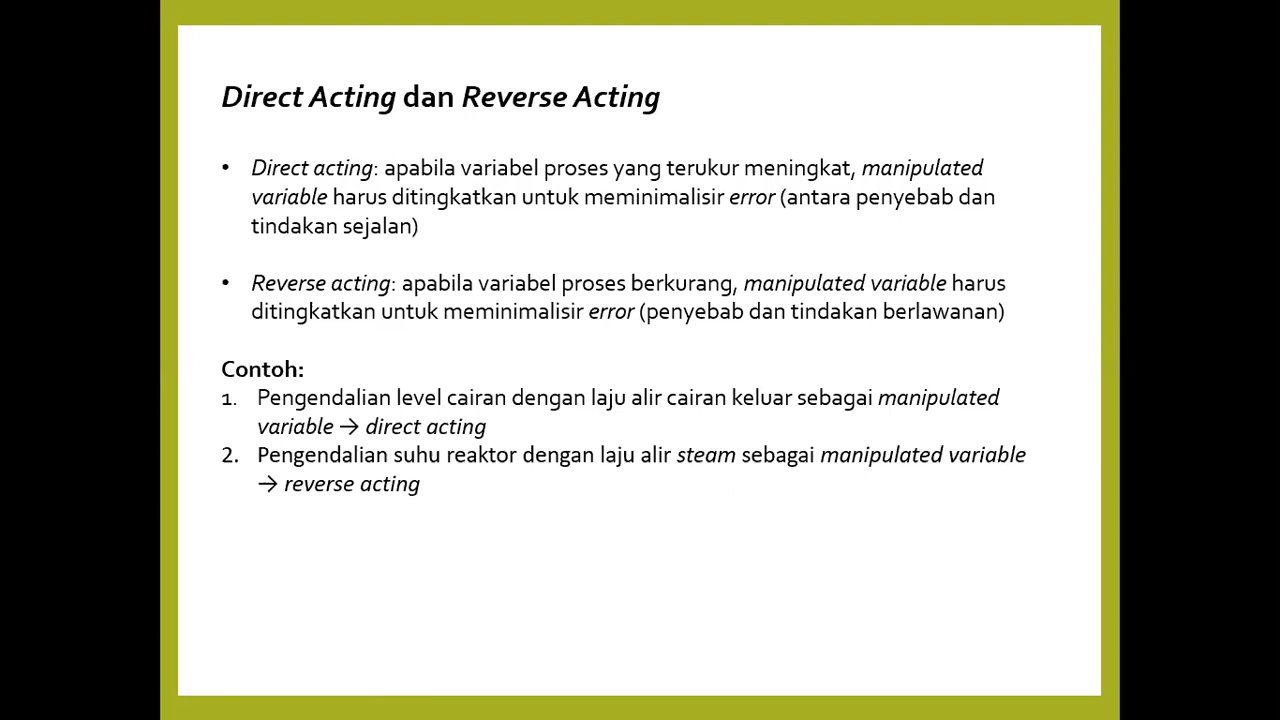 Direct Acting dan Reverse Acting
• Direct acting: apabila variabel proses yang terukur meningkat, manipulated
variable harus ditingkatkan untuk meminimalisir error (antara penyebab dan
tindakan sejalan)
• Reverse acting: apabila variabel proses berkurang, manipulated variable harus
ditingkatkan untuk meminimalisir error (penyebab dan tindakan berlawanan)
Contoh:
1. Pengendalian level cairan dengan laju alir cairan keluar sebagai manipulated
variable → direct acting
2. Pengendalian suhu reaktor dengan laju alir steam sebagai manipulated variable
→ reverse acting